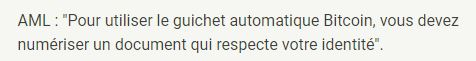 AML : "Pour utiliser le guichet automatique Bitcoin, vous devez
numériser un document qui respecte votre identité".